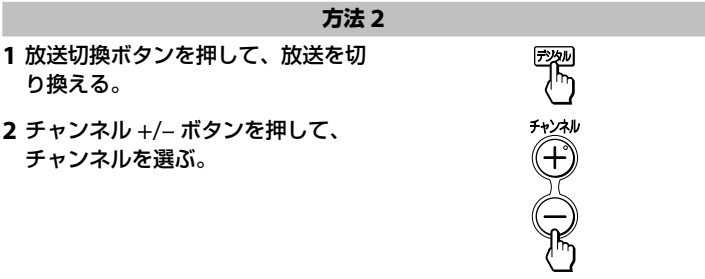 方法 2
1 放送切換ボタンを押して、放送を切
り換える。
デジタル
2 チャンネル +/– ボタンを押して、
チャンネルを選ぶ。
チャンネル
+
–